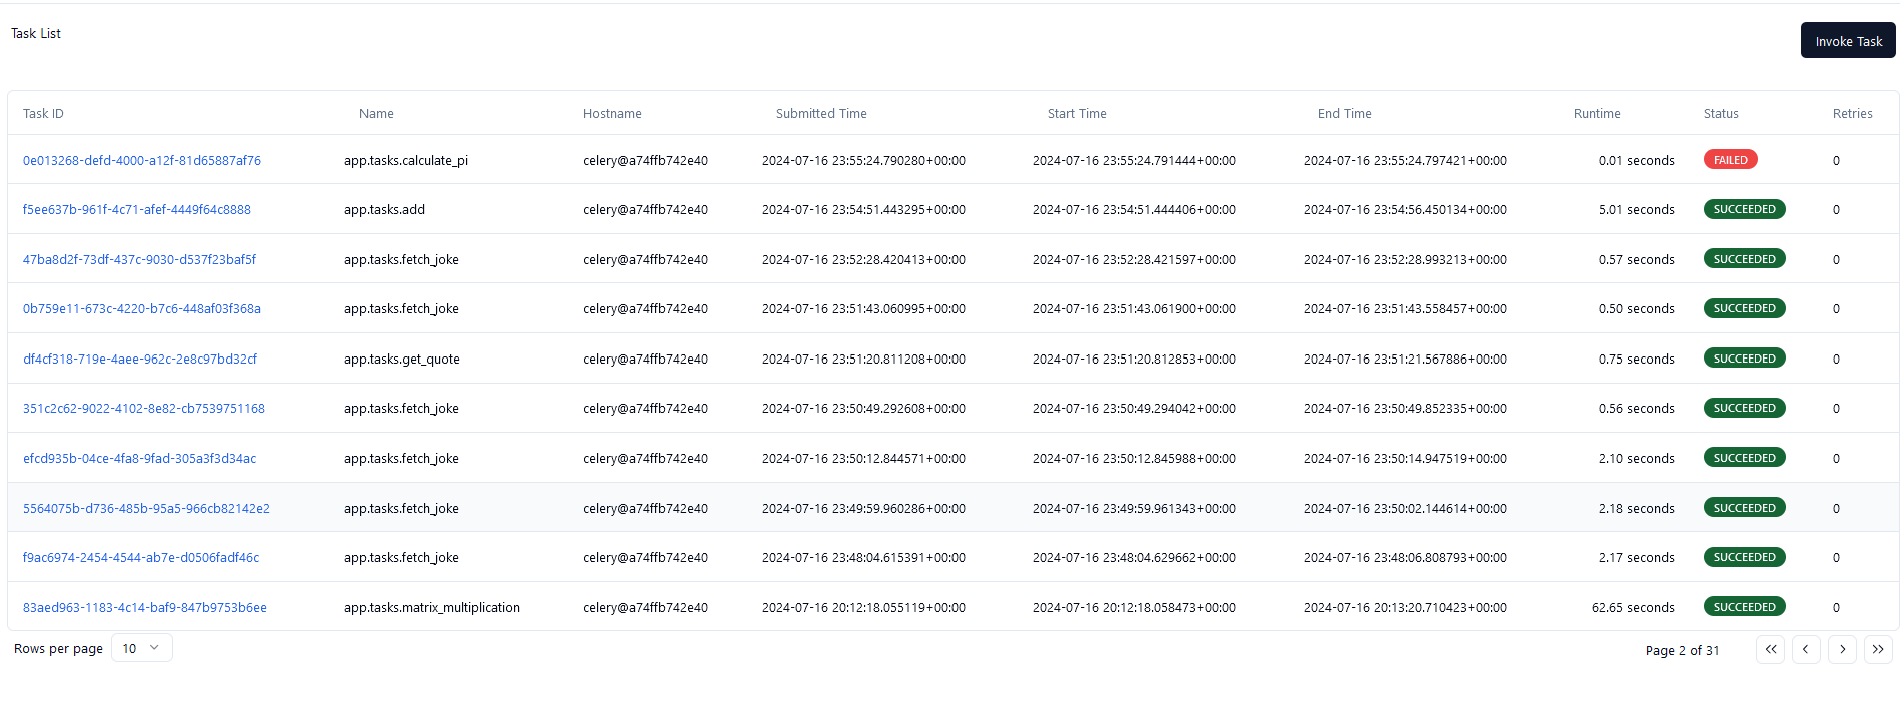 Task List
Invoke Task
Task ID Name Hostname Submitted Time Start Time End Time Runtime Status Retries
0e013268-defd-4000-a12f-81d65887af76 app.tasks.calculate_pi celery@a74ffb742e40 2024-07-16 23:55:24.790280+00:00 2024-07-16 23:55:24.791444+00:00 2024-07-16 23:55:24.797421+00:00 0.01 seconds FAILED 0
f5ee637b-961f-4c71-afef-4449f64c8888 app.tasks.add celery@a74ffb742e40 2024-07-16 23:54:51.443295+00:00 2024-07-16 23:54:51.444406+00:00 2024-07-16 23:54:56.450134+00:00 5.01 seconds SUCCEEDED 0
47ba8d2f-73df-437c-9030-d537f23baf5f app.tasks.fetch_joke celery@a74ffb742e40 2024-07-16 23:52:28.420413+00:00 2024-07-16 23:52:28.421597+00:00 2024-07-16 23:52:28.993213+00:00 0.57 seconds SUCCEEDED 0
0b759e11-673c-4220-b7c6-448af03f368a app.tasks.fetch_joke celery@a74ffb742e40 2024-07-16 23:51:43.060995+00:00 2024-07-16 23:51:43.061900+00:00 2024-07-16 23:51:43.558457+00:00 0.50 seconds SUCCEEDED 0
df4cf318-719e-4aee-962c-2e8c97bd32cf app.tasks.get_quote celery@a74ffb742e40 2024-07-16 23:51:20.811208+00:00 2024-07-16 23:51:20.812853+00:00 2024-07-16 23:51:21.567886+00:00 0.75 seconds SUCCEEDED 0
351c2c62-9022-4102-8e82-cb7539751168 app.tasks.fetch_joke celery@a74ffb742e40 2024-07-16 23:50:49.292608+00:00 2024-07-16 23:50:49.294042+00:00 2024-07-16 23:50:49.852335+00:00 0.56 seconds SUCCEEDED 0
efcd935b-04ce-4fa8-9fad-305a3f3d34ac app.tasks.fetch_joke celery@a74ffb742e40 2024-07-16 23:50:12.844571+00:00 2024-07-16 23:50:12.845988+00:00 2024-07-16 23:50:14.947519+00:00 2.10 seconds SUCCEEDED 0
5564075b-d736-485b-95a5-966cb82142e2 app.tasks.fetch_joke celery@a74ffb742e40 2024-07-16 23:49:59.960286+00:00 2024-07-16 23:49:59.961343+00:00 2024-07-16 23:50:02.144614+00:00 2.18 seconds SUCCEEDED 0
f9ac6974-2454-4544-ab7e-d0506fadf46c app.tasks.fetch_joke celery@a74ffb742e40 2024-07-16 23:48:04.615391+00:00 2024-07-16 23:48:04.629662+00:00 2024-07-16 23:48:06.808793+00:00 2.17 seconds SUCCEEDED 0
83aed963-1183-4c14-baf9-847b9753b6ee app.tasks.matrix_multiplication celery@a74ffb742e40 2024-07-16 20:12:18.055119+00:00 2024-07-16 20:12:18.058473+00:00 2024-07-16 20:13:20.710423+00:00 62.65 seconds SUCCEEDED 0
Rows per page 10 Page 2 of 31